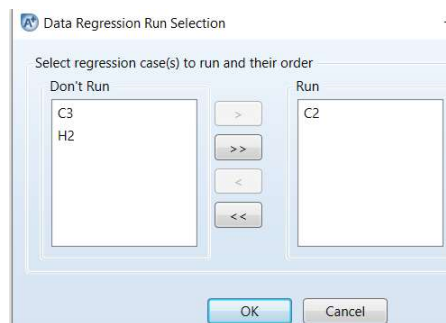 Data Regression Run Selection
Select regression case(s) to run and their order
Don't Run
Run
C3
H2
C2
>
>>
<
<<
OK
Cancel